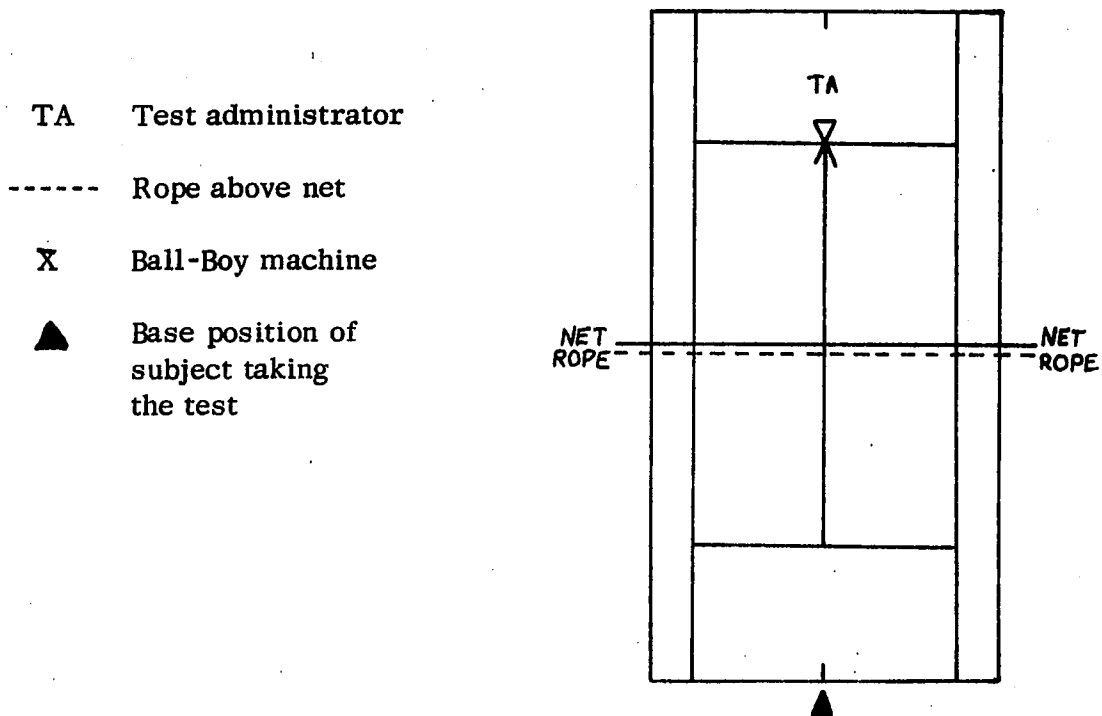 TA Test administrator
------ Rope above net
X Ball-Boy machine
▲ Base position of
subject taking
the test
TA
NET
ROPE
NET
ROPE